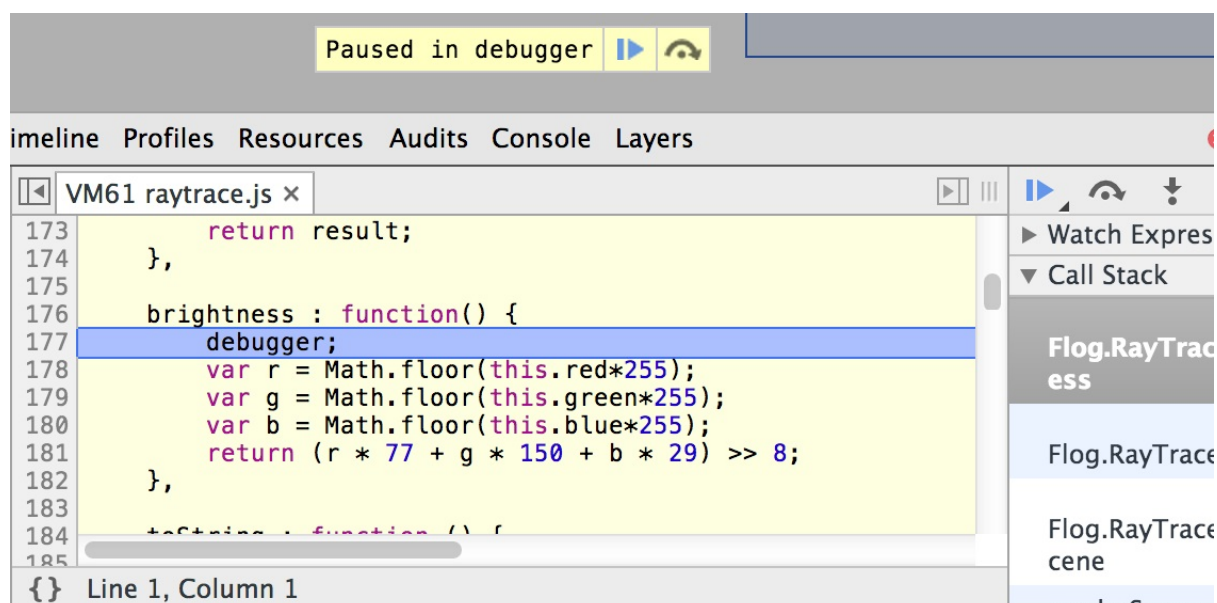 Paused in debugger
imeline Profiles Resources Audits Console Layers
VM61 raytrace.js ×
173 return result;
174 },
175
176 brightness : function() {
177 debugger;
178 var r = Math.floor(this.red*255);
179 var g = Math.floor(this.green*255);
180 var b = Math.floor(this.blue*255);
181 return (r * 77 + g * 150 + b * 29) >> 8;
182 },
183
184 toString : function () {
185
{} Line 1, Column 1
Watch Expres
Call Stack
Flog.RayTrac
ess
Flog.RayTrace
Flog.RayTrace
cene